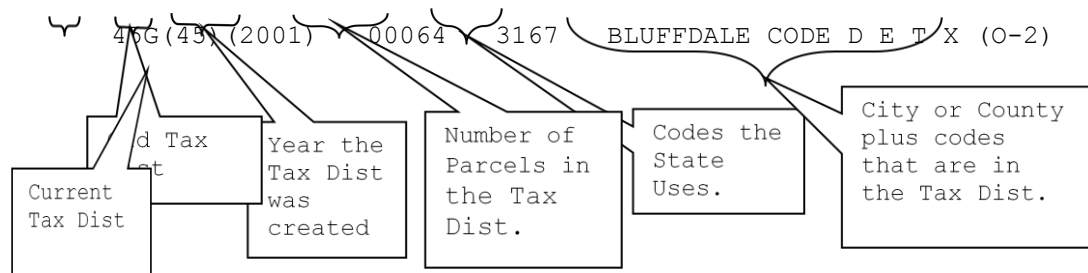 46G(45)(2001) 00064 3167 BLUFFDALE CODE D E T X (O-2)
Tax
Current
Tax Dist
Year the
Tax Dist
was
created
Number of
Parcels in
the Tax
Dist.
Codes the
State
Uses.
City or County
plus codes
that are in
the Tax Dist.